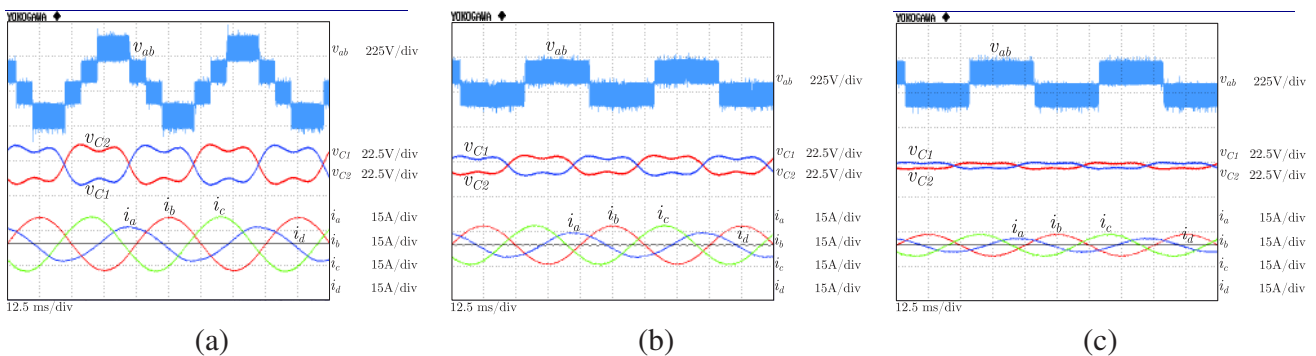 YOKOGAWA ◆
v_ab
v_ab 225V/div
v_C2
v_C1 22.5V/div
v_C2 22.5V/div
v_C1
i_a i_b i_c
i_d
i_a 15A/div
i_b 15A/div
i_c 15A/div
i_d 15A/div
12.5 ms/div
(a)
YOKOGAWA ◆
v_ab
v_ab 225V/div
v_C1
v_C1 22.5V/div
v_C2 22.5V/div
v_C2
i_a i_b i_c
i_d
i_a 15A/div
i_b 15A/div
i_c 15A/div
i_d 15A/div
12.5 ms/div
(b)
YOKOGAWA ◆
v_ab
v_ab 225V/div
v_C1
v_C1 22.5V/div
v_C2 22.5V/div
v_C2
i_a i_b i_c
i_d
i_a 15A/div
i_b 15A/div
i_c 15A/div
i_d 15A/div
12.5 ms/div
(c)